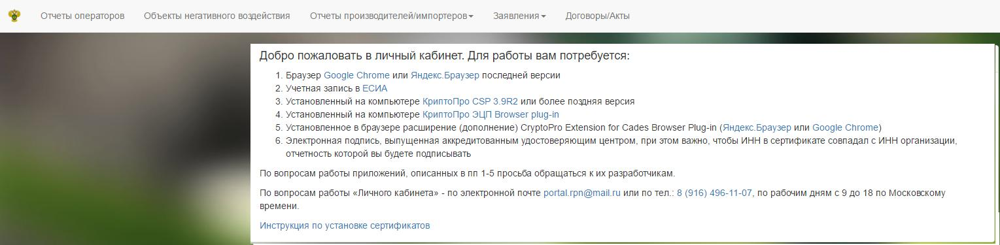 Отчеты операторов Объекты негативного воздействия Отчеты производителей/импортеров Заявления Договоры/Акты
Добро пожаловать в личный кабинет. Для работы вам потребуется:
1. Браузер Google Chrome или Яндекс.Браузер последней версии
2. Учетная запись в ЕСИА
3. Установленный на компьютере КриптоПро CSP 3.9R2 или более поздняя версия
4. Установленный на компьютере КриптоПро ЭЦП Browser plug-in
5. Установленное в браузере расширение (дополнение) CryptoPro Extension for Cades Browser Plug-in (Яндекс.Браузер или Google Chrome)
6. Электронная подпись, выпущенная аккредитованным удостоверяющим центром, при этом важно, чтобы ИНН в сертификате совпадал с ИНН организации,
отчетность которой вы будете подписывать
По вопросам работы приложений, описанных в пп 1-5 просьба обращаться к их разработчикам.
По вопросам работы «Личного кабинета» - по электронной почте portal.rpn@mail.ru или по тел.: 8 (916) 496-11-07, по рабочим дням с 9 до 18 по Московскому
времени.
Инструкция по установке сертификатов